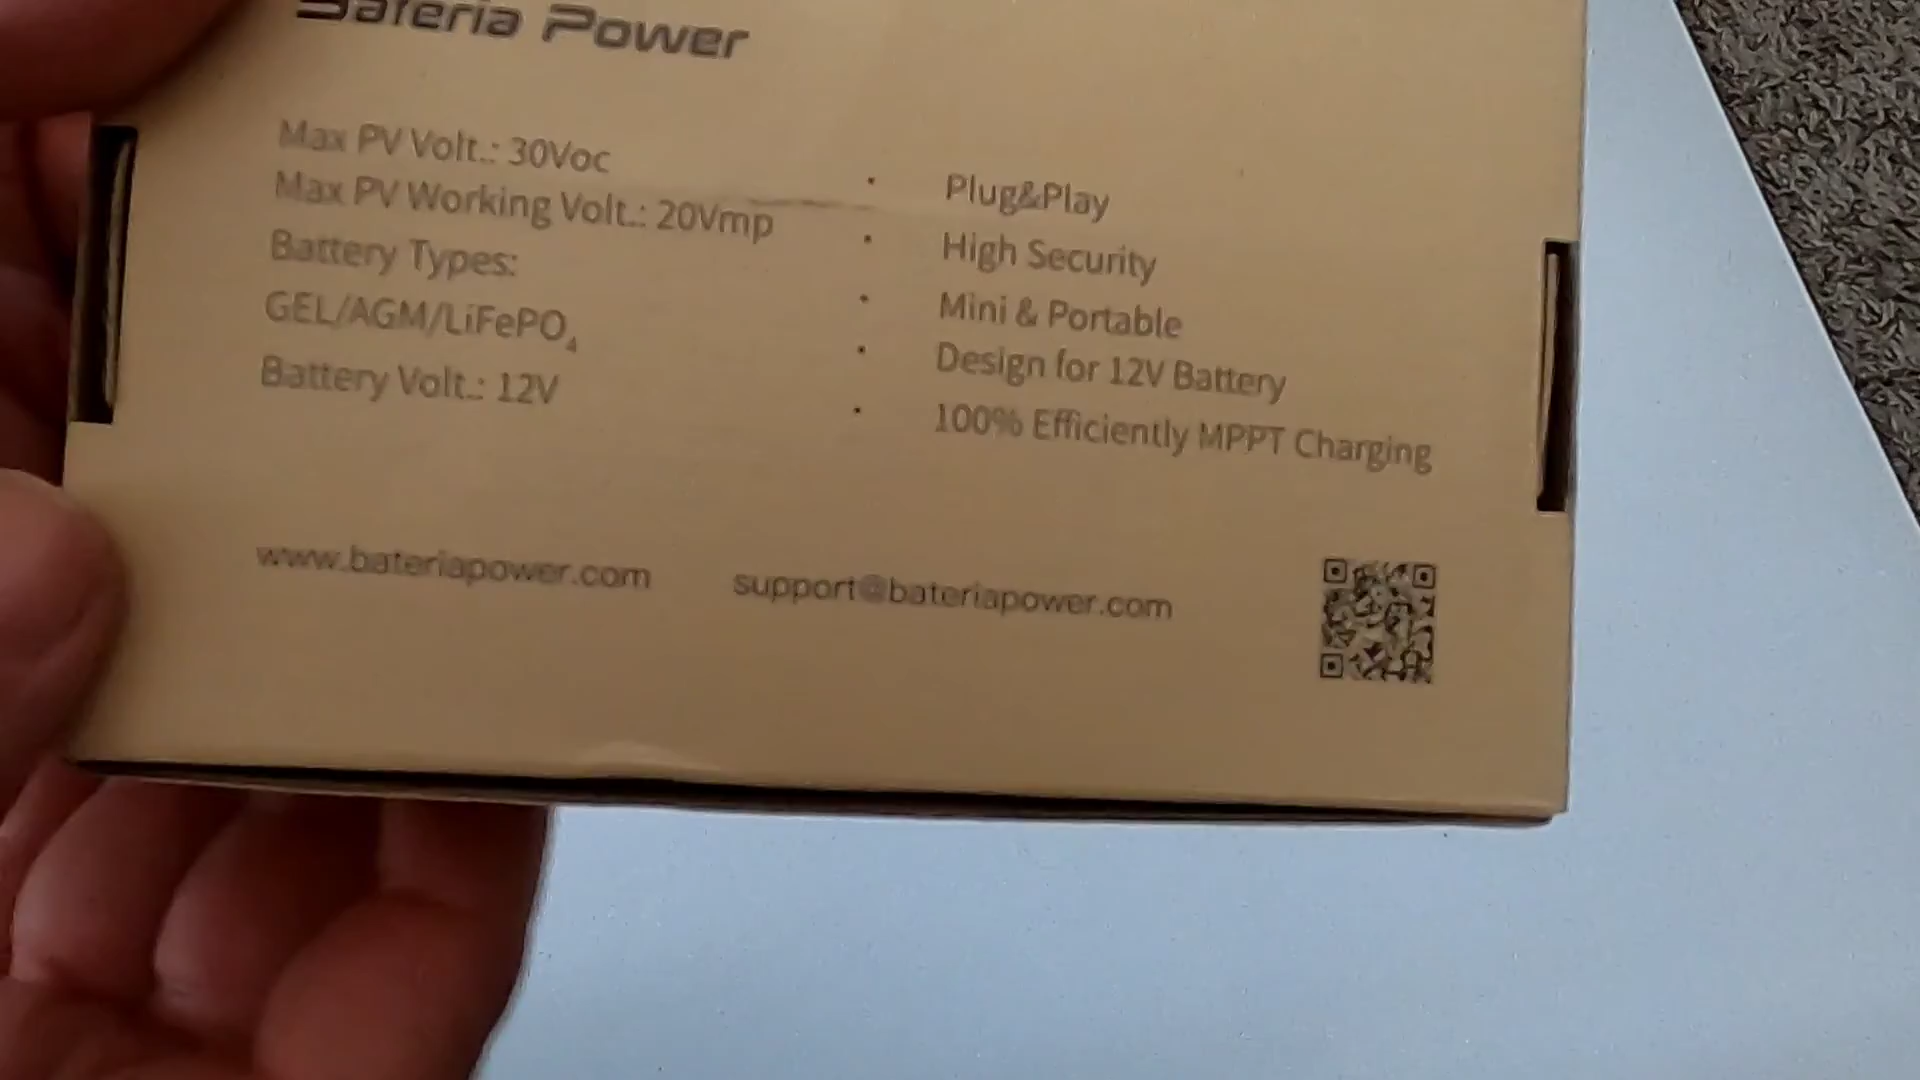 Bateria Power
Max PV Volt.: 30Voc
Max PV Working Volt.: 20Vmp
Battery Types:
GEL/AGM/LiFePO₄
Battery Volt.: 12V
· Plug&Play
· High Security
· Mini & Portable
· Design for 12V Battery
· 100% Efficiently MPPT Charging
www.bateriapower.com
support@bateriapower.com